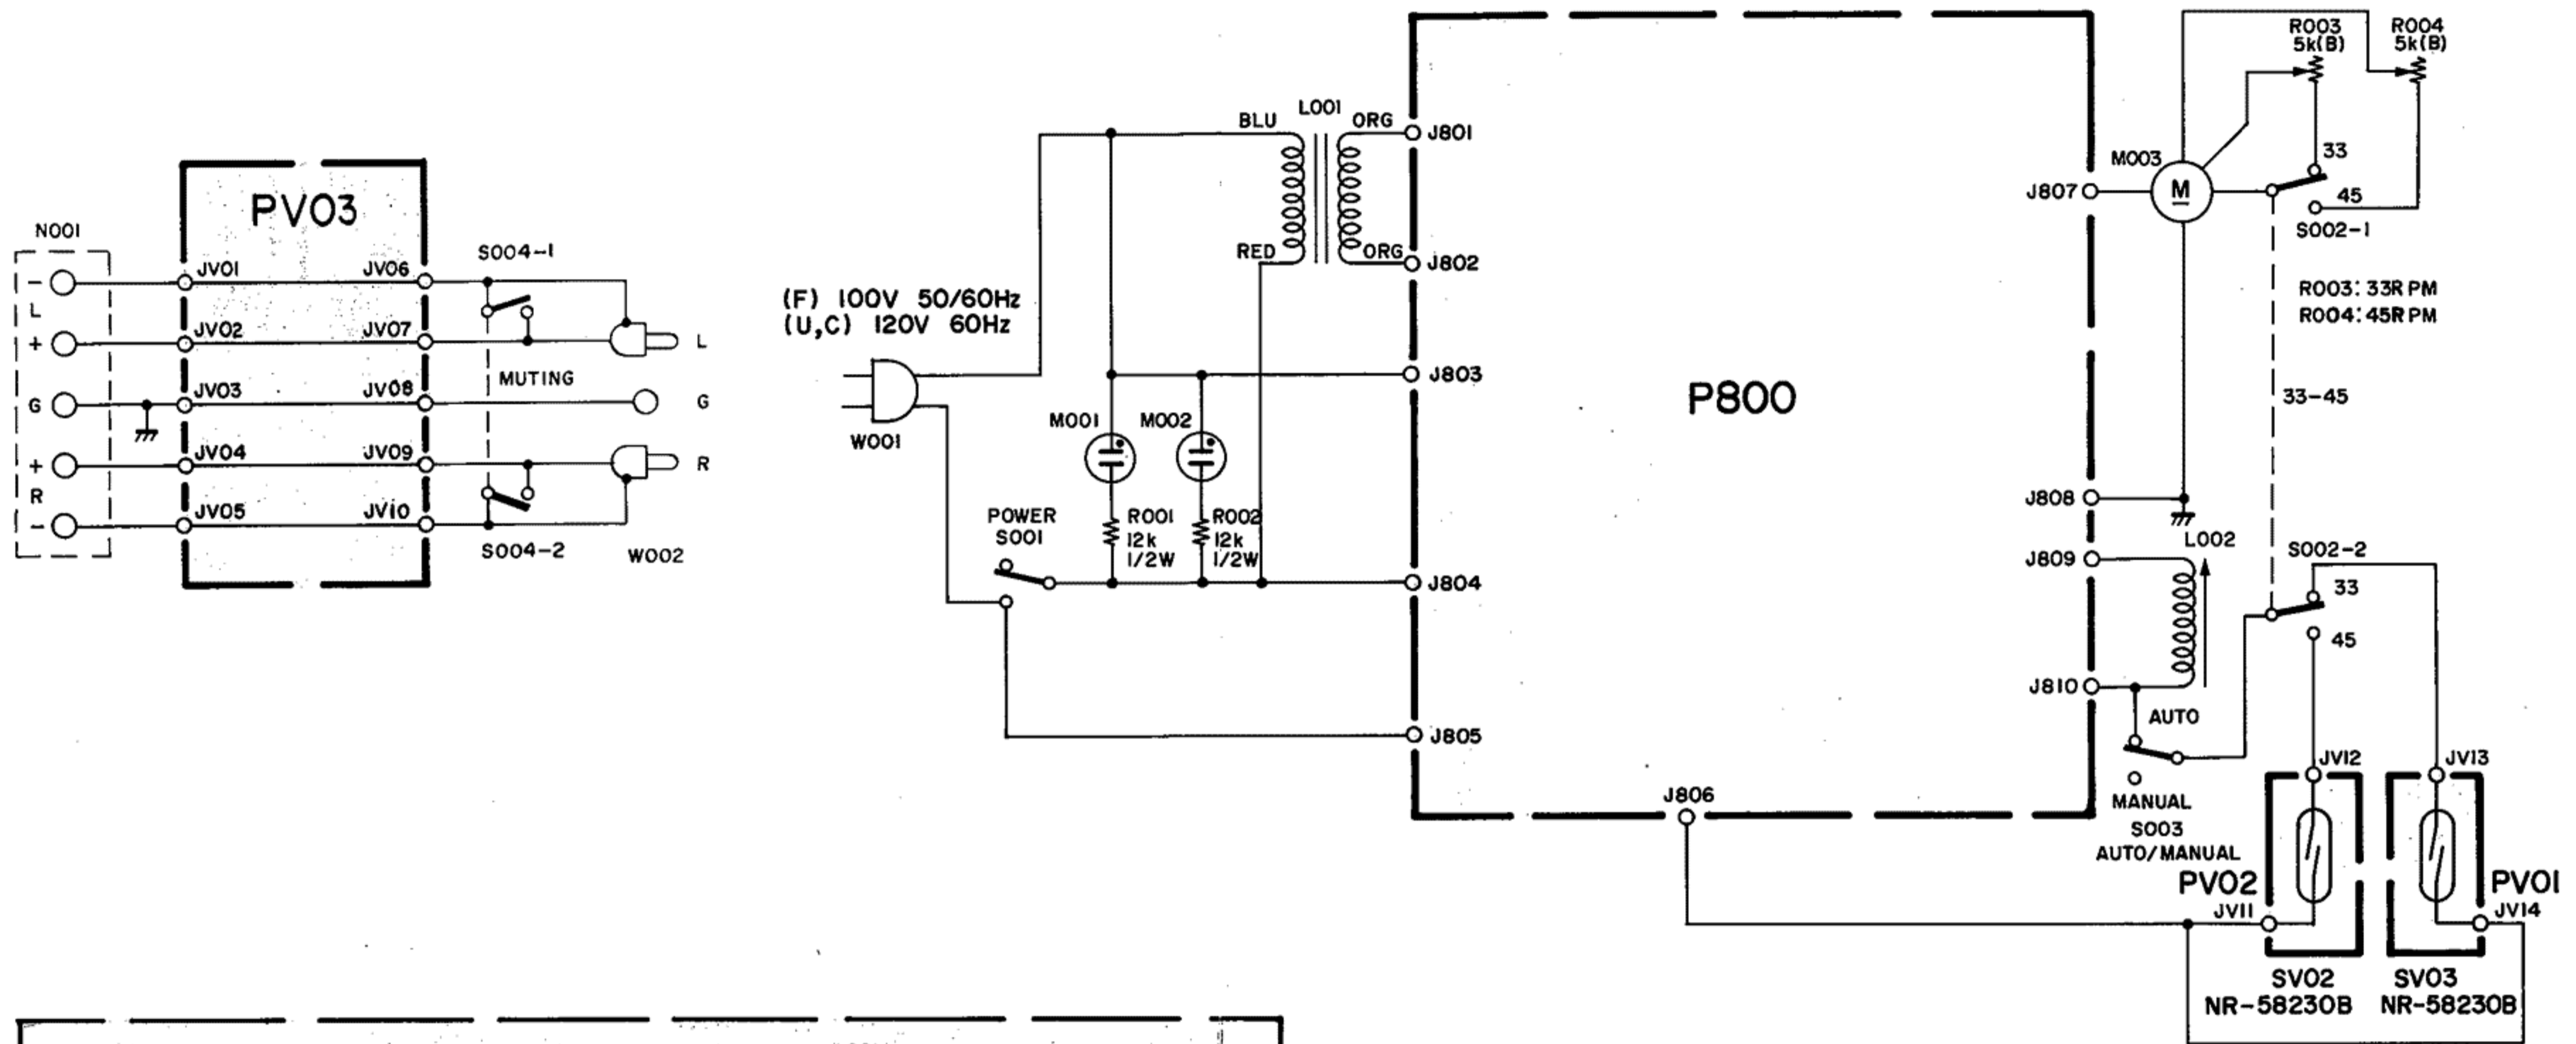 PV03
N001
S004-1
-
JV01
JV06
L
+
JV02
JV07
L
MUTING
G
JV03
JV08
G
+
JV04
JV09
R
R
-
JV05
JV10
S004-2
W002
(F) 100V 50/60Hz
(U,C) 120V 60Hz
W001
POWER
S001
BLU
L001
ORG
RED
ORG
M001
M002
R001
12k
1/2W
R002
12k
1/2W
J801
J802
J803
J804
J805
J806
P800
J807
J808
J809
J810
M003
M
R003
5k(B)
R004
5k(B)
33
45
S002-1
R003: 33RPM
R004: 45RPM
33-45
L002
S002-2
33
45
AUTO
MANUAL
S003
AUTO/MANUAL
JV12
JV13
PV02
JV11
PV01
JV14
SV02
NR-58230B
SV03
NR-58230B